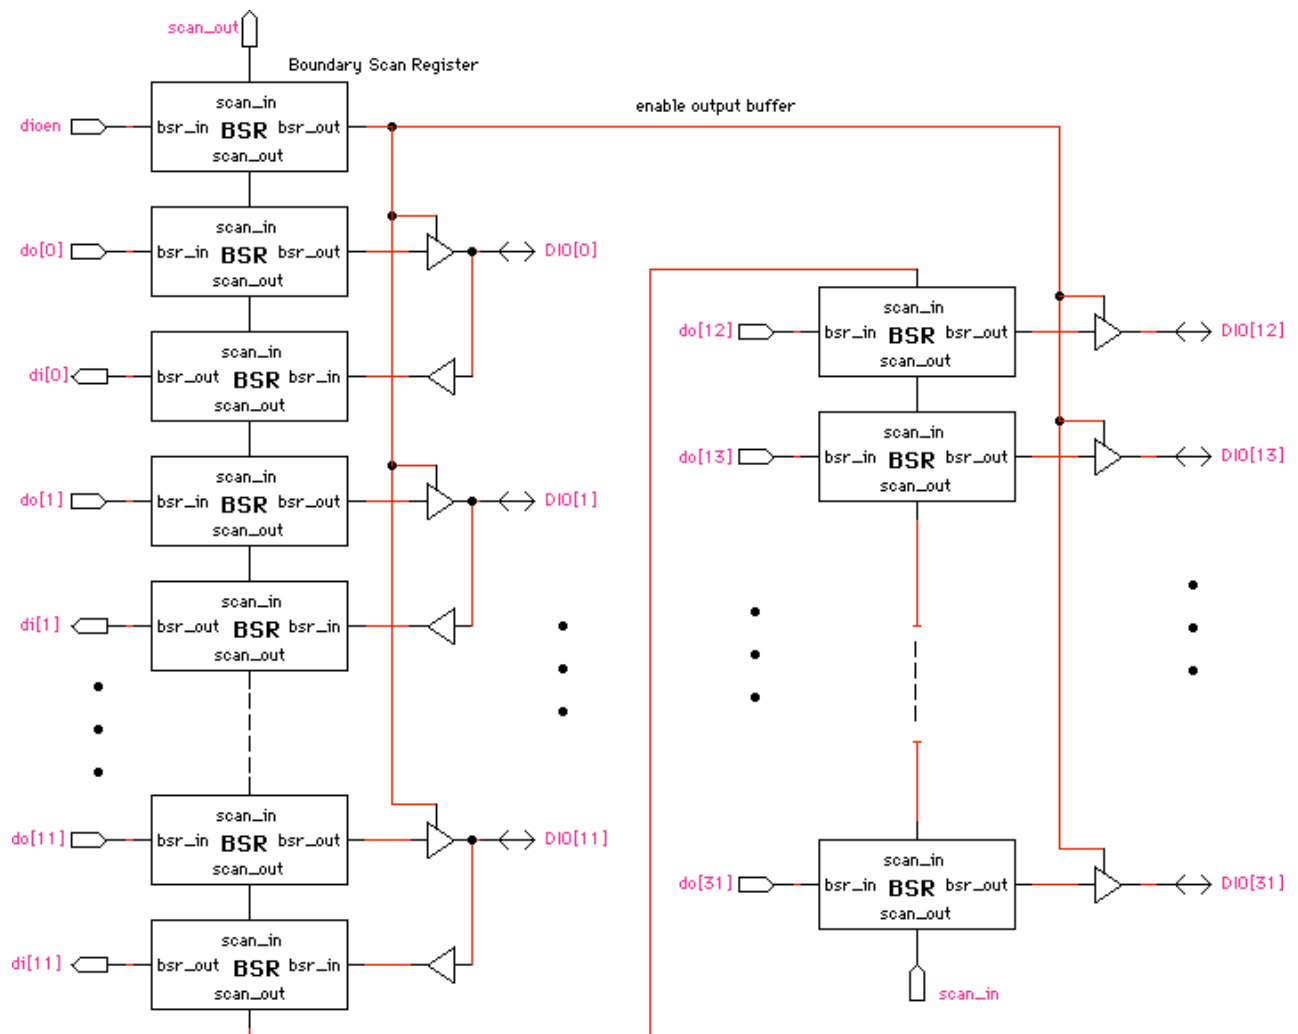 scan_out
Boundary Scan Register
enable output buffer
dioen
scan_in
bsr_in BSR bsr_out
scan_out
do[0]
scan_in
bsr_in BSR bsr_out
scan_out
DIO[0]
di[0]
scan_in
bsr_out BSR bsr_in
scan_out
do[1]
scan_in
bsr_in BSR bsr_out
scan_out
DIO[1]
di[1]
scan_in
bsr_out BSR bsr_in
scan_out
do[11]
scan_in
bsr_in BSR bsr_out
scan_out
DIO[11]
di[11]
scan_in
bsr_out BSR bsr_in
scan_out
do[12]
scan_in
bsr_in BSR bsr_out
scan_out
DIO[12]
do[13]
scan_in
bsr_in BSR bsr_out
scan_out
DIO[13]
do[31]
scan_in
bsr_in BSR bsr_out
scan_out
DIO[31]
scan_in